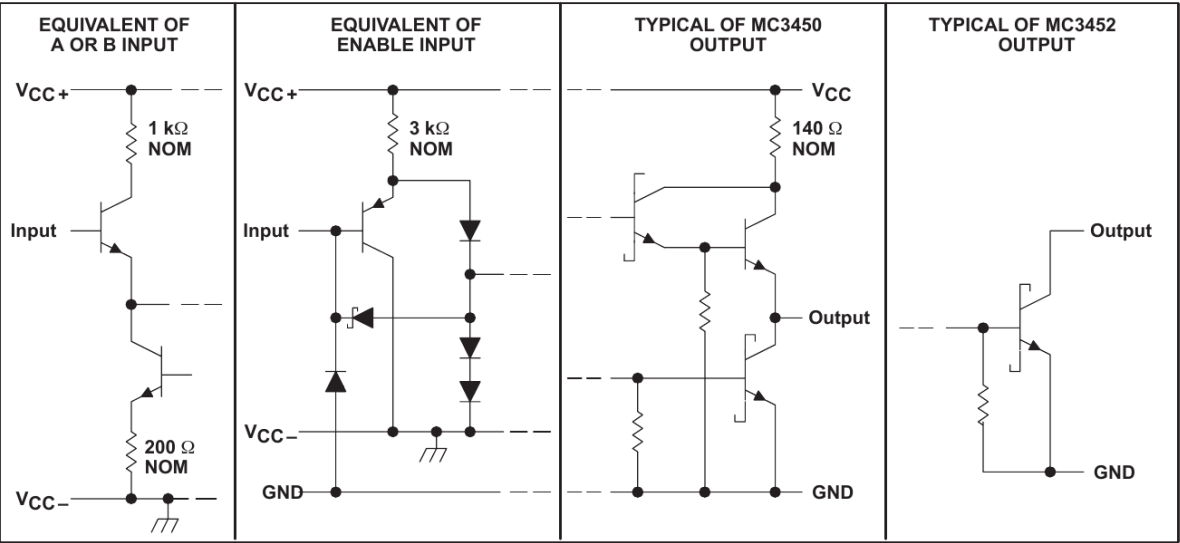 EQUIVALENT OF
A OR B INPUT
VCC+
1 kΩ
NOM
Input
200 Ω
NOM
VCC–
EQUIVALENT OF
ENABLE INPUT
VCC+
3 kΩ
NOM
Input
VCC–
GND
TYPICAL OF MC3450
OUTPUT
VCC
140 Ω
NOM
Output
GND
TYPICAL OF MC3452
OUTPUT
Output
GND